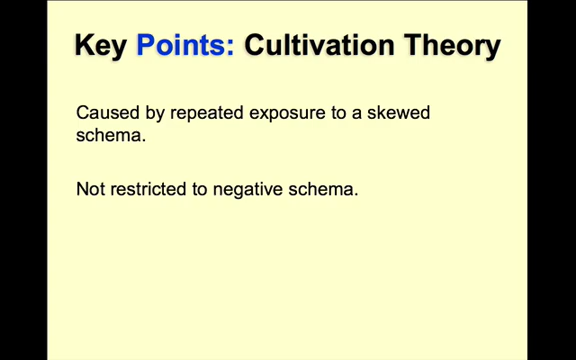 Key Points: Cultivation Theory
Caused by repeated exposure to a skewed
schema.
Not restricted to negative schema.